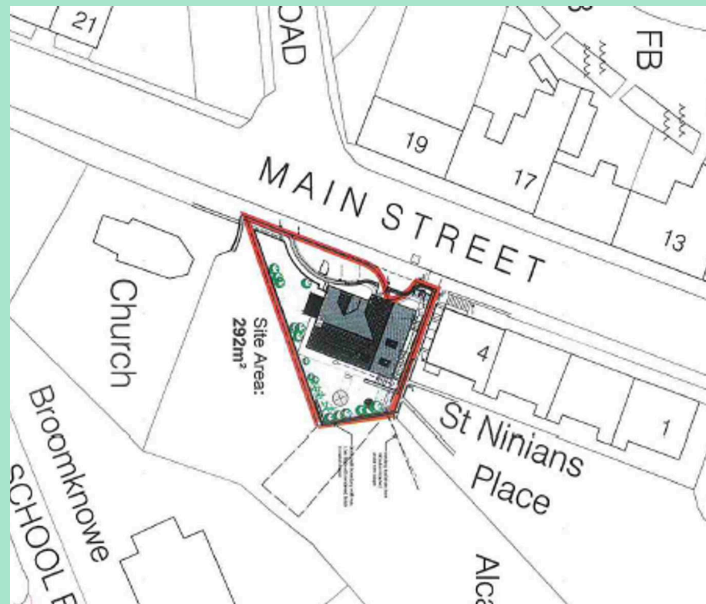 21
OAD
FB
19
17
13
MAIN STREET
Church
Site Area:
292m²
4
1
St Ninians
Place
Broomknowe
SCHOOL
Alca